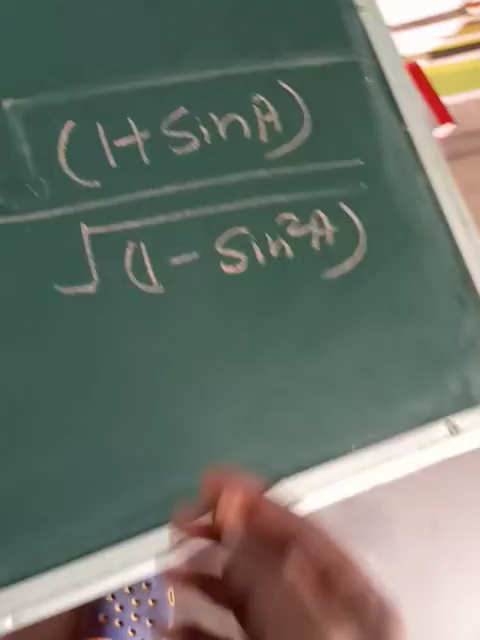 √(1+ SinA)
√(1 - Sin²A)